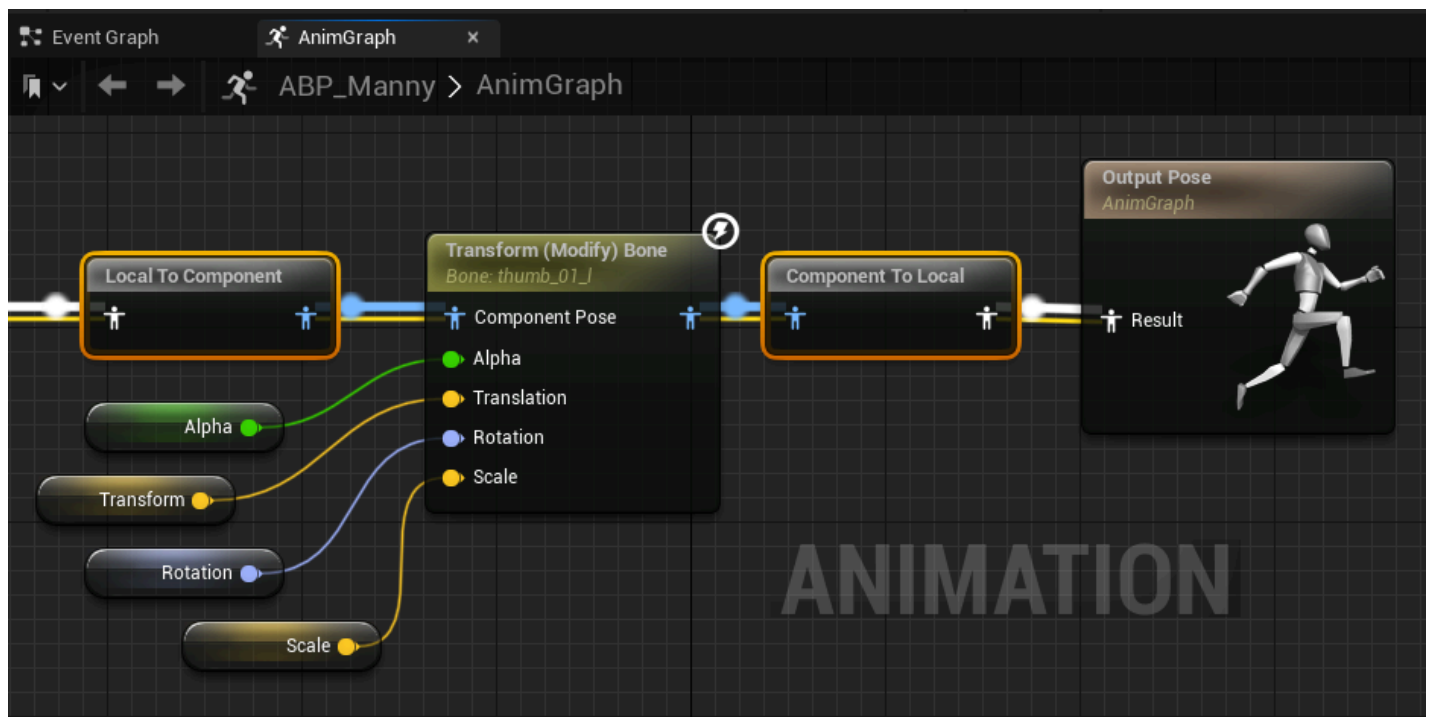 Event Graph
AnimGraph
ABP_Manny > AnimGraph
Output Pose
AnimGraph
Result
Transform (Modify) Bone
Bone: thumb_01_l
Component Pose
Alpha
Translation
Rotation
Scale
Local To Component
Component To Local
Alpha
Transform
Rotation
Scale
ANIMATION